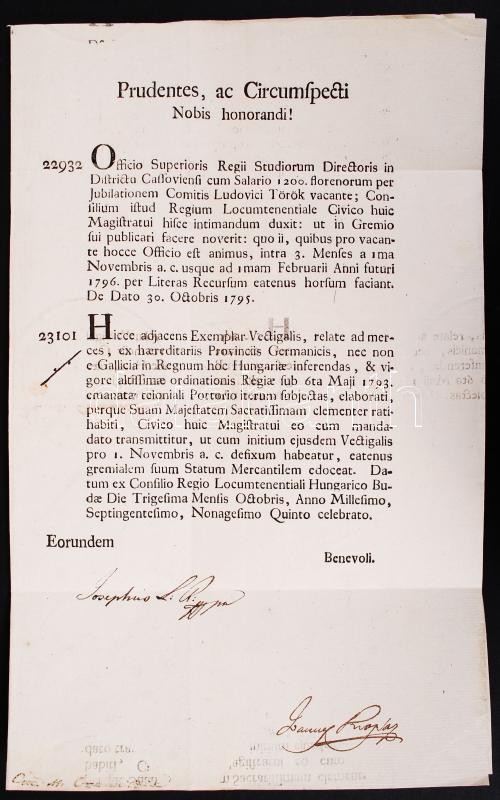 Prudentes, ac Circumſpecti
Nobis honorandi!
22932 Officio Superioris Regii Studiorum Directoris in
Diſtrictu Caſſovienſi cum Salario 1200. florenorum per
Jubilationem Comitis Ludovici Török vacante; Con-
ſilium iſtud Regium Locumtenentiale Civico huic
Magiſtratui hiſce intimandum duxit: ut in Gremio
ſui publicari facere noverit: quo ii, quibus pro vacan-
te hocce Officio eſt animus, intra 3. Menſes a 1ma
Novembris a. c. usque ad 1mam Februarii Anni futuri
1796. per Literas Recurſum eatenus horſum faciant.
De Dato 30. Octobris 1795.
23101 Hicce adjacens Exemplar Vectigalis, relate ad mer-
ces, ex hæreditariis Provinciis Germanicis, nec non
e Gallicia in Regnum hoc Hungariæ inferendas, & vi-
gore altiſſimæ ordinationis Regiæ ſub 6ta Maji 1793.
emanatæ tricniali Portorio iterum ſubjectas, elaborati,
perque Suam Majeſtatem Sacratiſſimam clementer rati-
habiti, Civico huic Magiſtratui eo cum manda-
dato transmittitur, ut cum initium ejusdem Vectigalis
pro 1. Novembris a. c. defixum habeatur, eatenus
gremialem ſuum Statum Mercantilem edoceat. Da-
tum ex Conſilio Regio Locumtenentiali Hungarico Bu-
dæ Die Trigeſima Menſis Octobris, Anno Milleſimo,
Septingenteſimo, Nonageſimo Quinto celebrato.
Eorundem
Benevoli.
Josephus